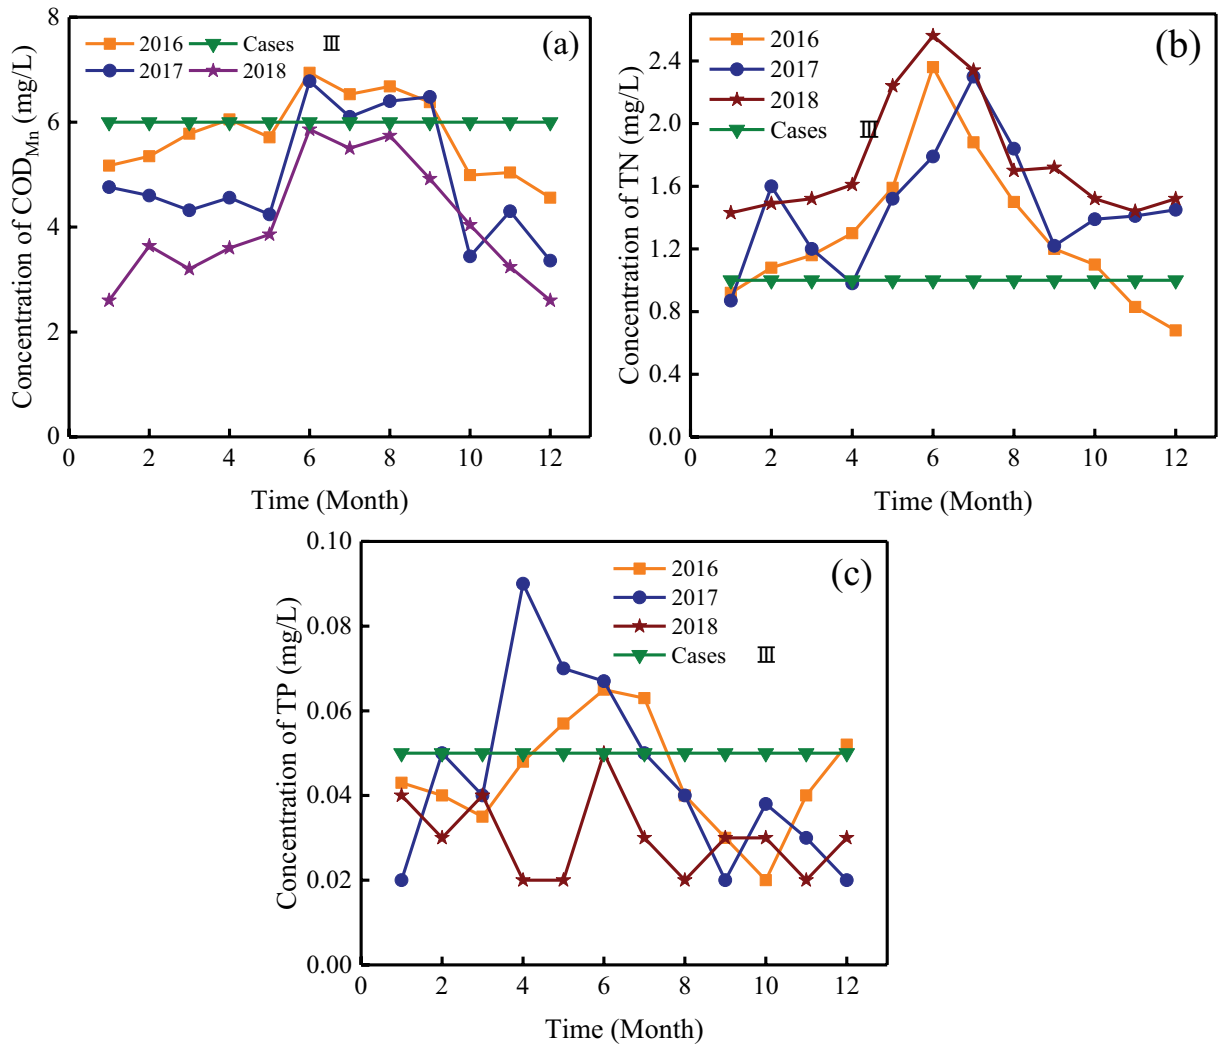 (a)
2016 Cases Ⅲ
2017 2018
Concentration of COD_Mn (mg/L)
8
6
4
2
0
0 2 4 6 8 10 12
Time (Month)
(b)
2016
2017
2018
Cases Ⅲ
Concentration of TN (mg/L)
2.4
2.0
1.6
1.2
0.8
0.4
0.0
0 2 4 6 8 10 12
Time (Month)
(c)
2016
2017
2018
Cases Ⅲ
Concentration of TP (mg/L)
0.10
0.08
0.06
0.04
0.02
0.00
0 2 4 6 8 10 12
Time (Month)